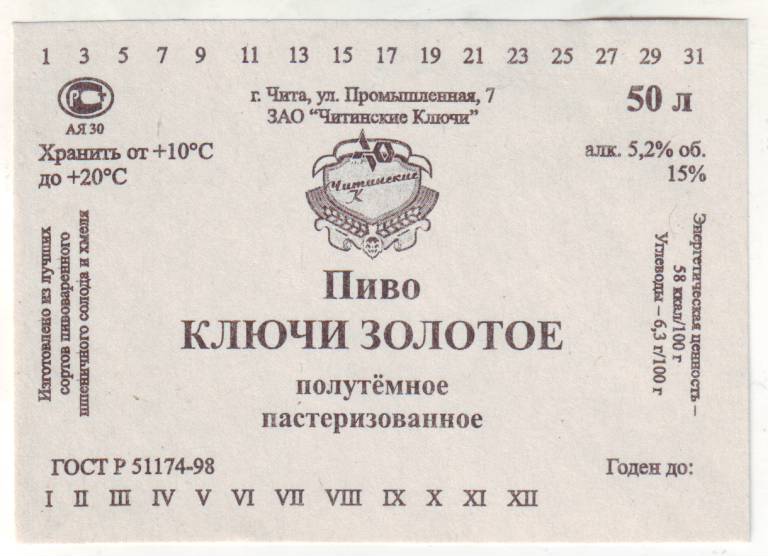 1 3 5 7 9 11 13 15 17 19 21 23 25 27 29 31
РСТ
АЯ 30
г. Чита, ул. Промышленная, 7
ЗАО “Читинские Ключи”
50 л
Хранить от +10°С
до +20°С
алк. 5,2% об.
15%
Читинские
К
Изготовлено из лучших
сортов пивоваренного
пшеничного солода и хмеля
Энергетическая ценность –
58 ккал/100 г
Углеводы – 6,3 г/100 г
Пиво
КЛЮЧИ ЗОЛОТОЕ
полутёмное
пастеризованное
ГОСТ Р 51174-98
Годен до:
I II III IV V VI VII VIII IX X XI XII